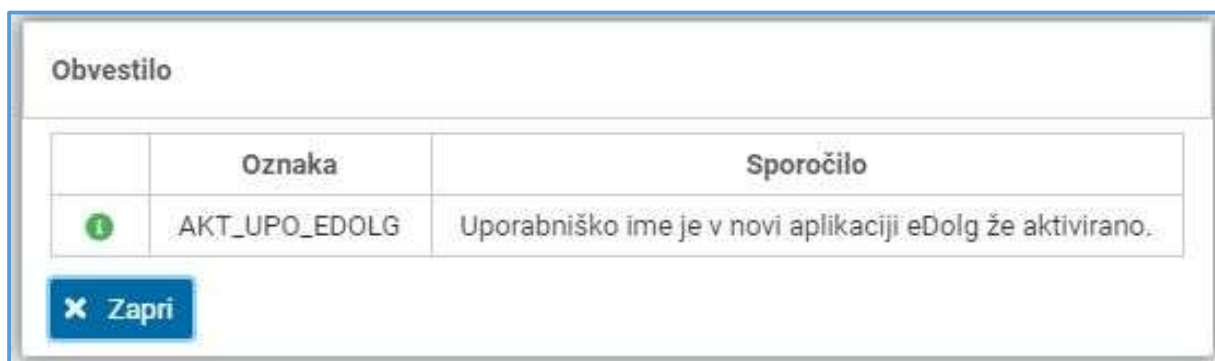 Obvestilo
Oznaka Sporočilo
AKT_UPO_EDOLG Uporabniško ime je v novi aplikaciji eDolg že aktivirano.
Zapri